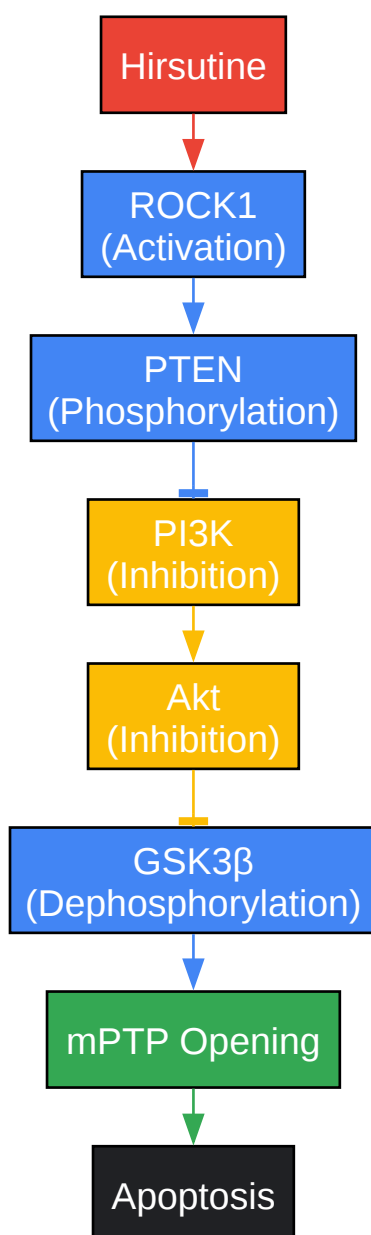 Hirsutine
ROCK1
(Activation)
PTEN
(Phosphorylation)
PI3K
(Inhibition)
Akt
(Inhibition)
GSK3β
(Dephosphorylation)
mPTP Opening
Apoptosis